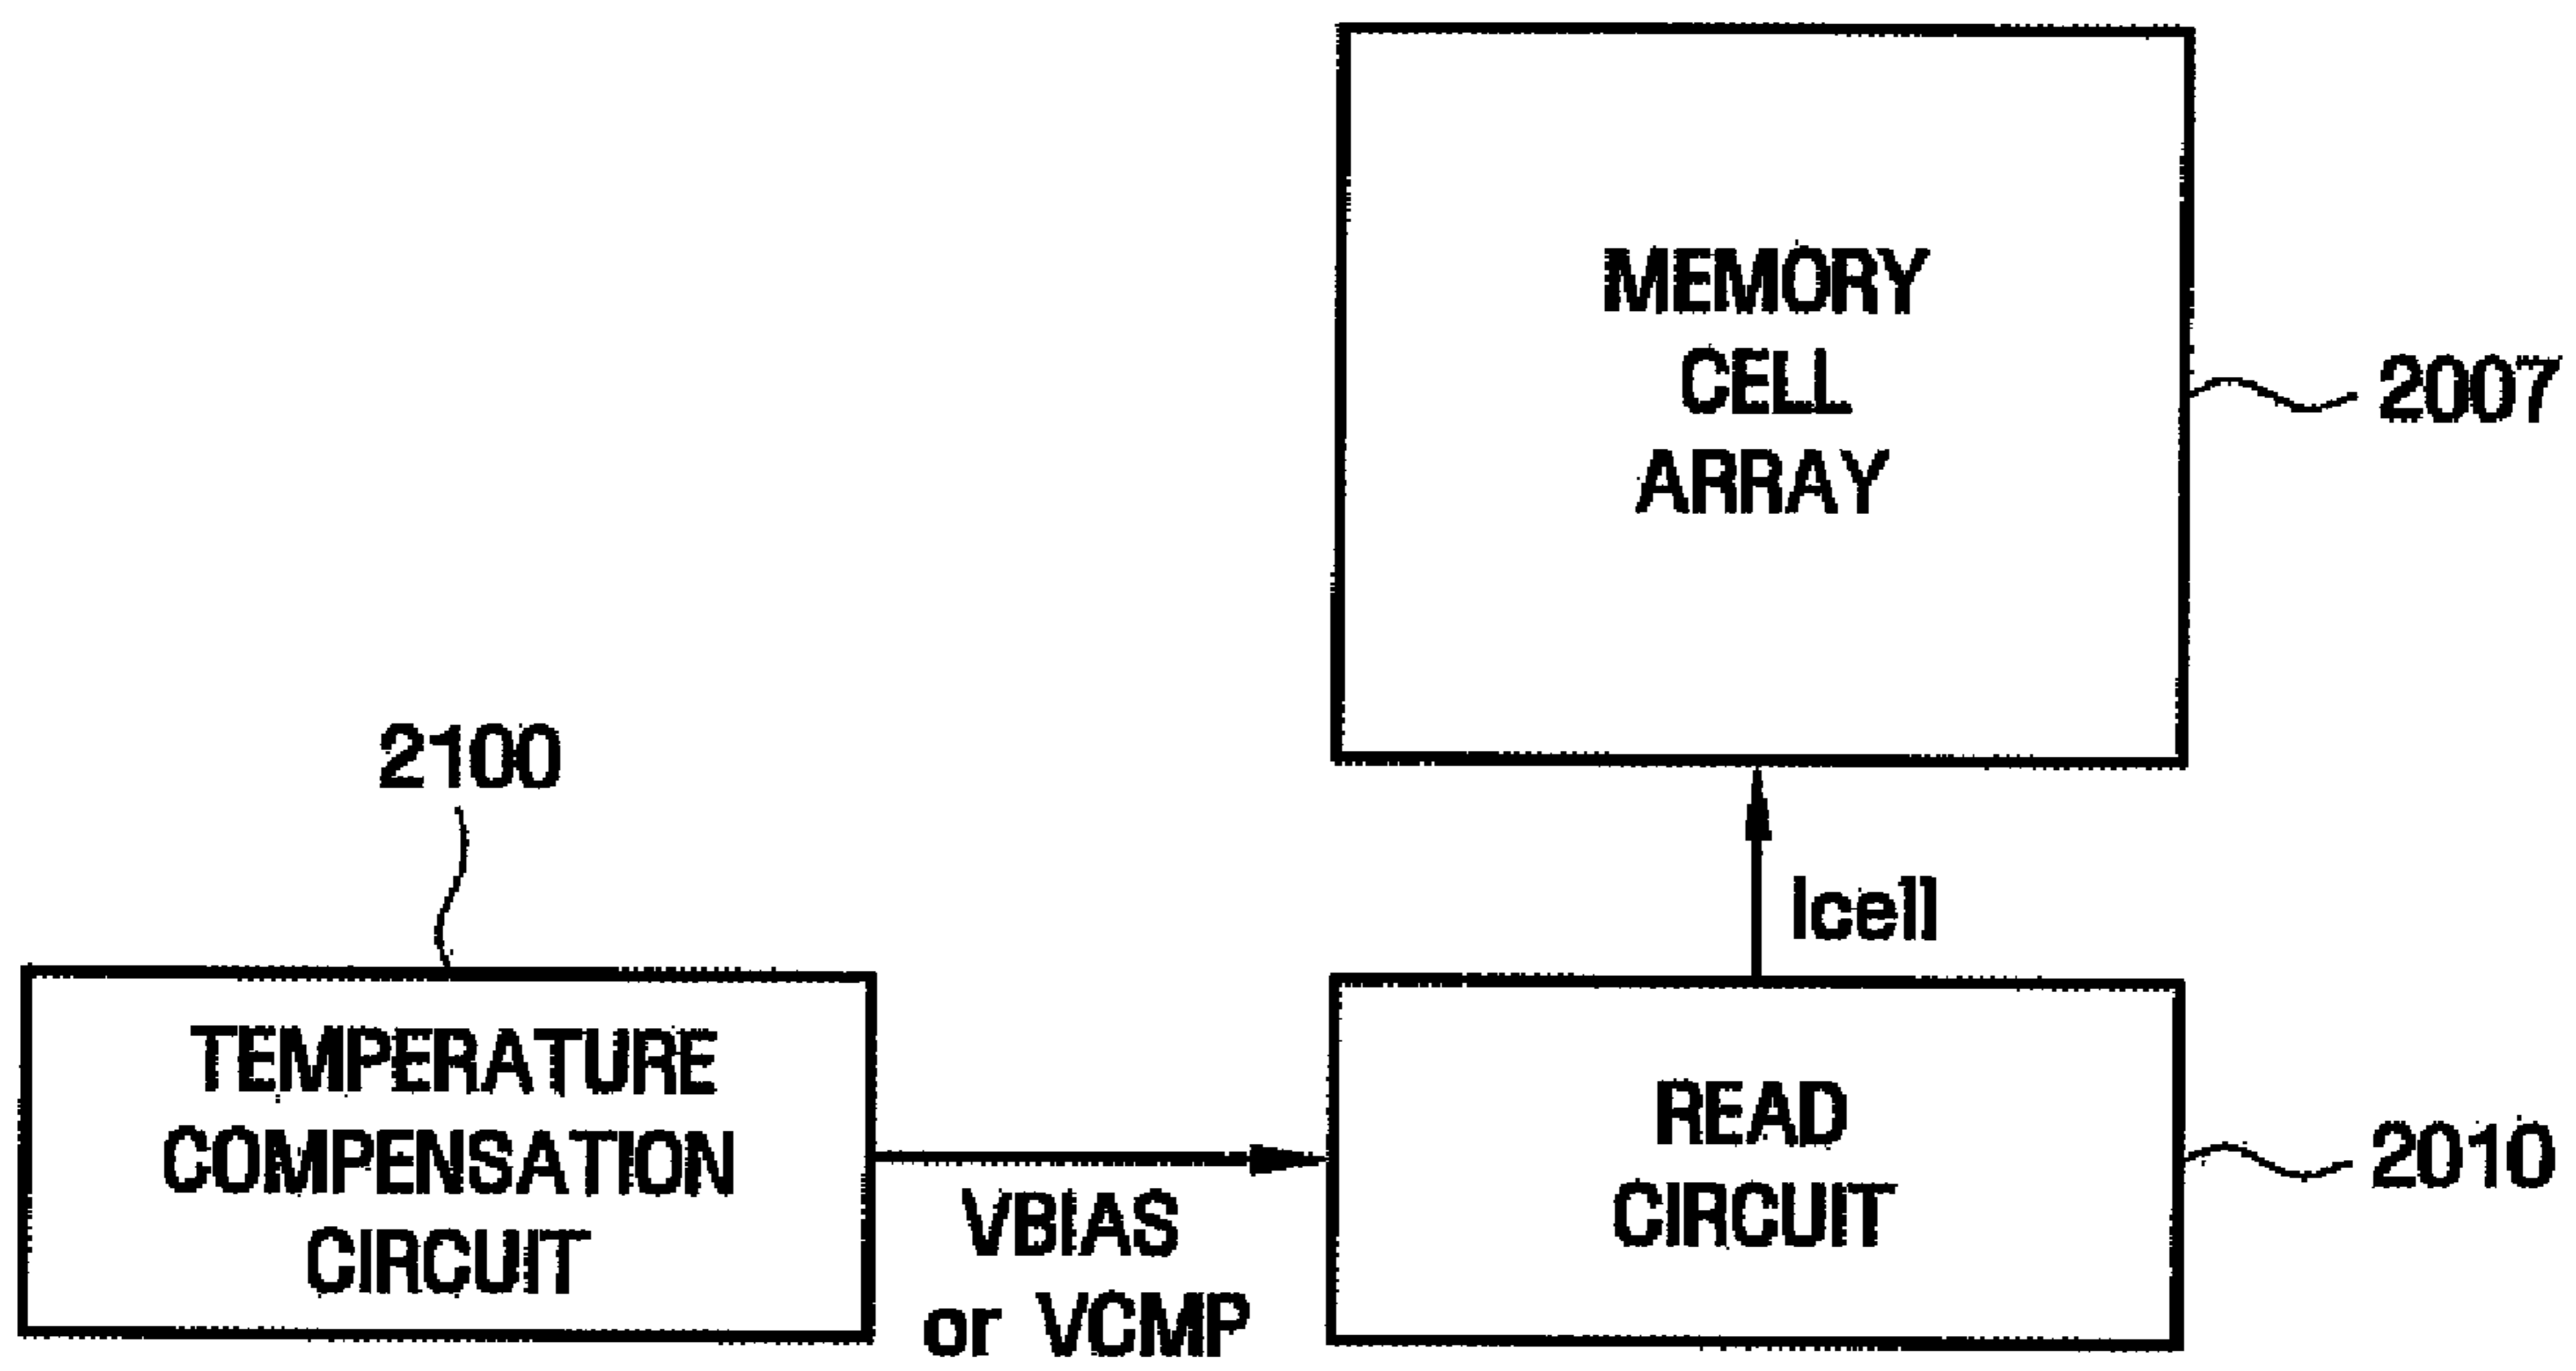 MEMORY
CELL
ARRAY
2007
2100
Icell
TEMPERATURE
COMPENSATION
CIRCUIT
VBIAS
or VCMP
READ
CIRCUIT
2010